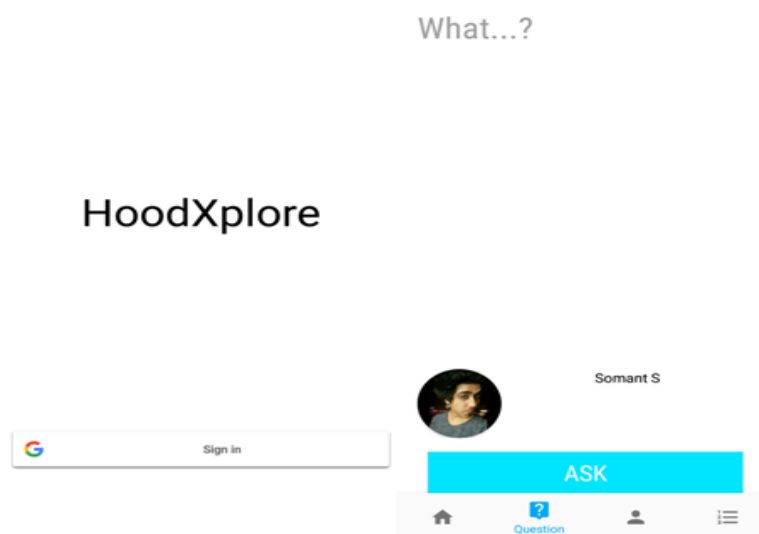 HoodXplore
Sign in
What...?
Somant S
ASK
Question